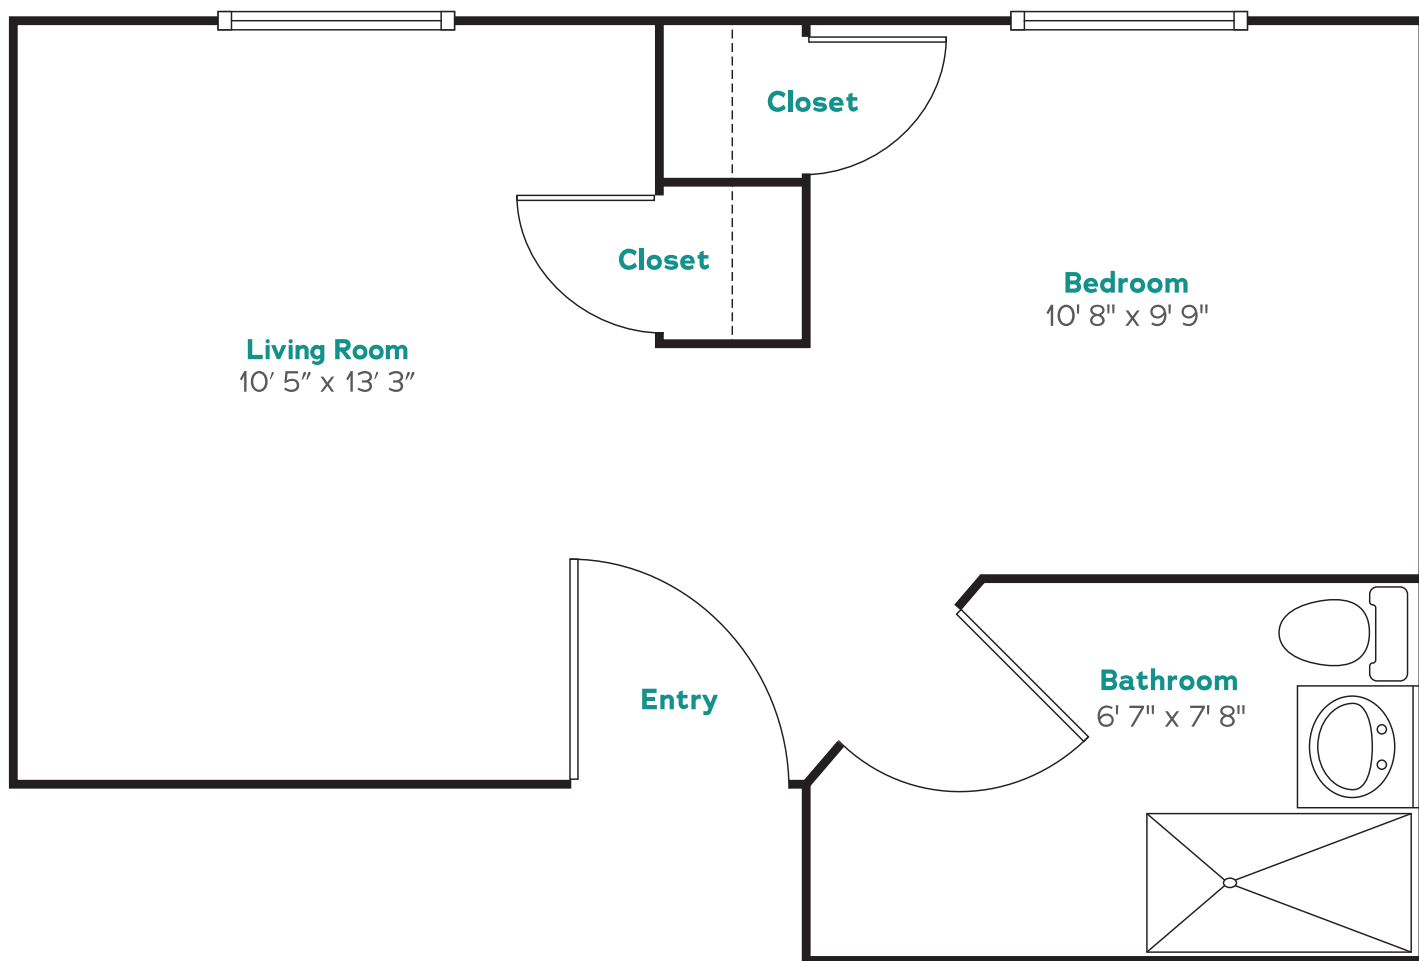 Closet
Closet
Bedroom
10' 8" x 9' 9"
Living Room
10′ 5″ x 13′ 3″
Entry
Bathroom
6' 7" x 7' 8"